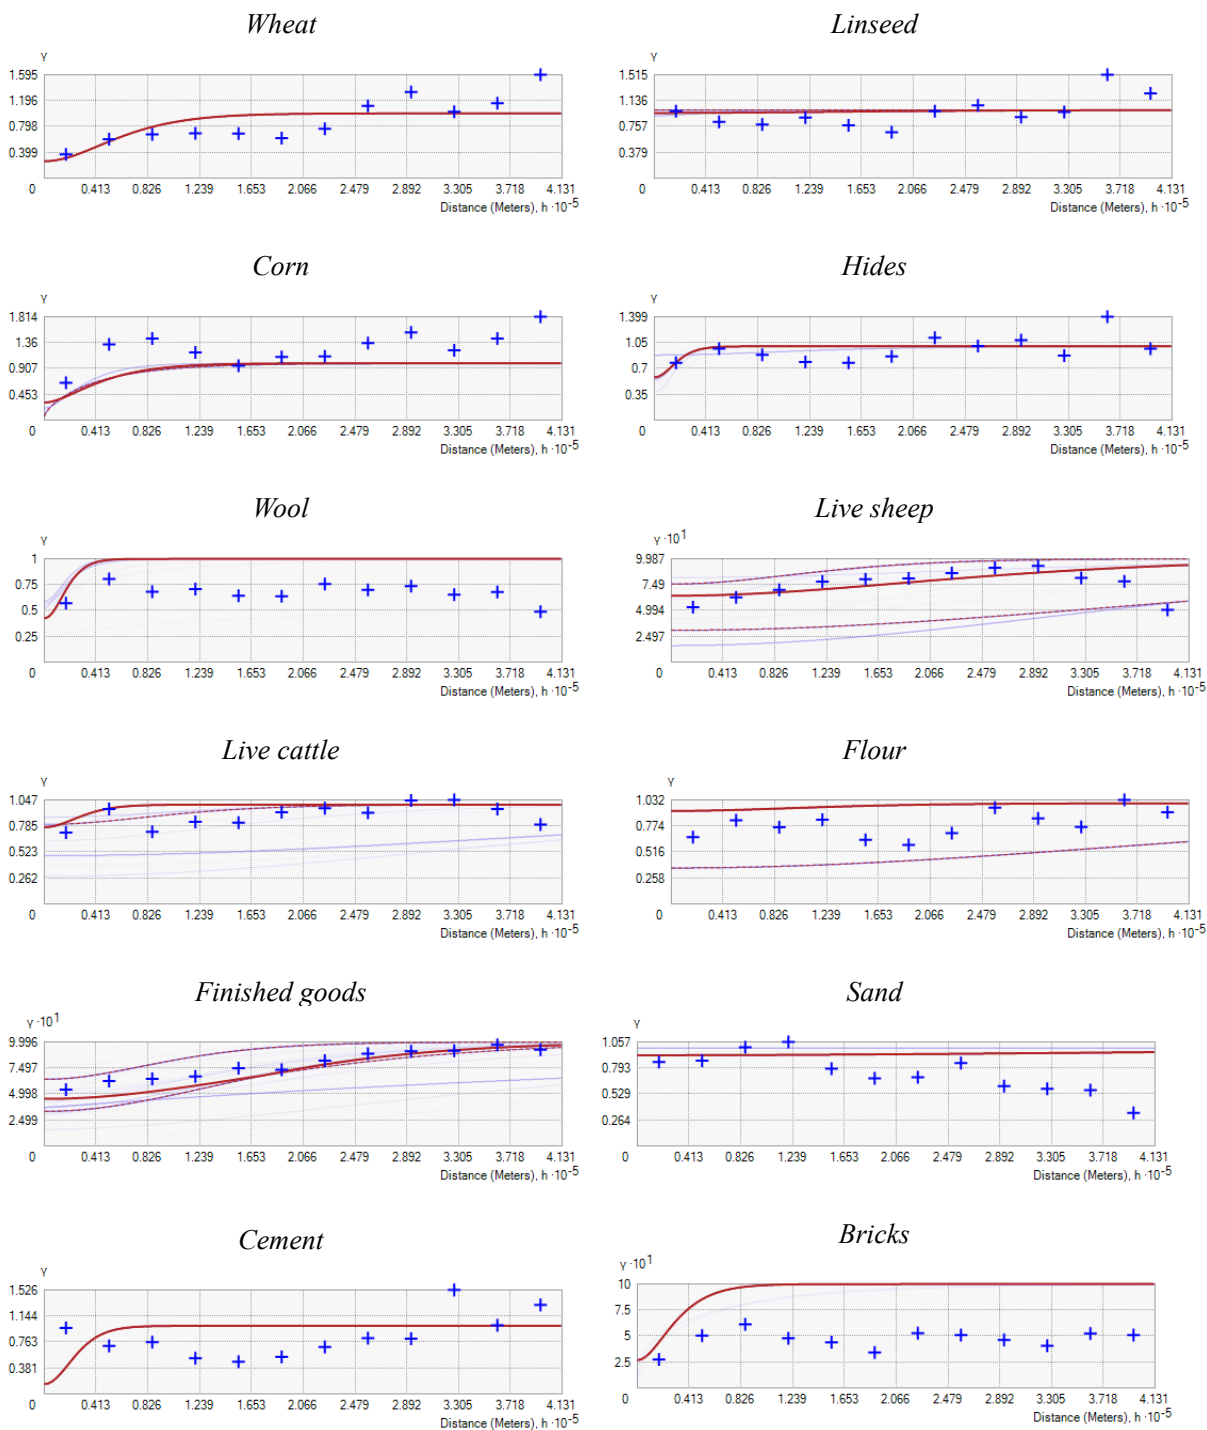 Wheat
γ
1.595
1.196
0.798
0.399
0 0.413 0.826 1.239 1.653 2.066 2.479 2.892 3.305 3.718 4.131
Distance (Meters), h ·10-5
Linseed
γ
1.515
1.136
0.757
0.379
0 0.413 0.826 1.239 1.653 2.066 2.479 2.892 3.305 3.718 4.131
Distance (Meters), h ·10-5
Corn
γ
1.814
1.36
0.907
0.453
0 0.413 0.826 1.239 1.653 2.066 2.479 2.892 3.305 3.718 4.131
Distance (Meters), h ·10-5
Hides
γ
1.399
1.05
0.7
0.35
0 0.413 0.826 1.239 1.653 2.066 2.479 2.892 3.305 3.718 4.131
Distance (Meters), h ·10-5
Wool
γ
1
0.75
0.5
0.25
0 0.413 0.826 1.239 1.653 2.066 2.479 2.892 3.305 3.718 4.131
Distance (Meters), h ·10-5
Live sheep
γ ·101
9.987
7.49
4.994
2.497
0 0.413 0.826 1.239 1.653 2.066 2.479 2.892 3.305 3.718 4.131
Distance (Meters), h ·10-5
Live cattle
γ
1.047
0.785
0.523
0.262
0 0.413 0.826 1.239 1.653 2.066 2.479 2.892 3.305 3.718 4.131
Distance (Meters), h ·10-5
Flour
γ
1.032
0.774
0.516
0.258
0 0.413 0.826 1.239 1.653 2.066 2.479 2.892 3.305 3.718 4.131
Distance (Meters), h ·10-5
Finished goods
γ ·101
9.996
7.497
4.998
2.499
0 0.413 0.826 1.239 1.653 2.066 2.479 2.892 3.305 3.718 4.131
Distance (Meters), h ·10-5
Sand
γ
1.057
0.793
0.529
0.264
0 0.413 0.826 1.239 1.653 2.066 2.479 2.892 3.305 3.718 4.131
Distance (Meters), h ·10-5
Cement
γ
1.526
1.144
0.763
0.381
0 0.413 0.826 1.239 1.653 2.066 2.479 2.892 3.305 3.718 4.131
Distance (Meters), h ·10-5
Bricks
γ ·101
10
7.5
5
2.5
0 0.413 0.826 1.239 1.653 2.066 2.479 2.892 3.305 3.718 4.131
Distance (Meters), h ·10-5